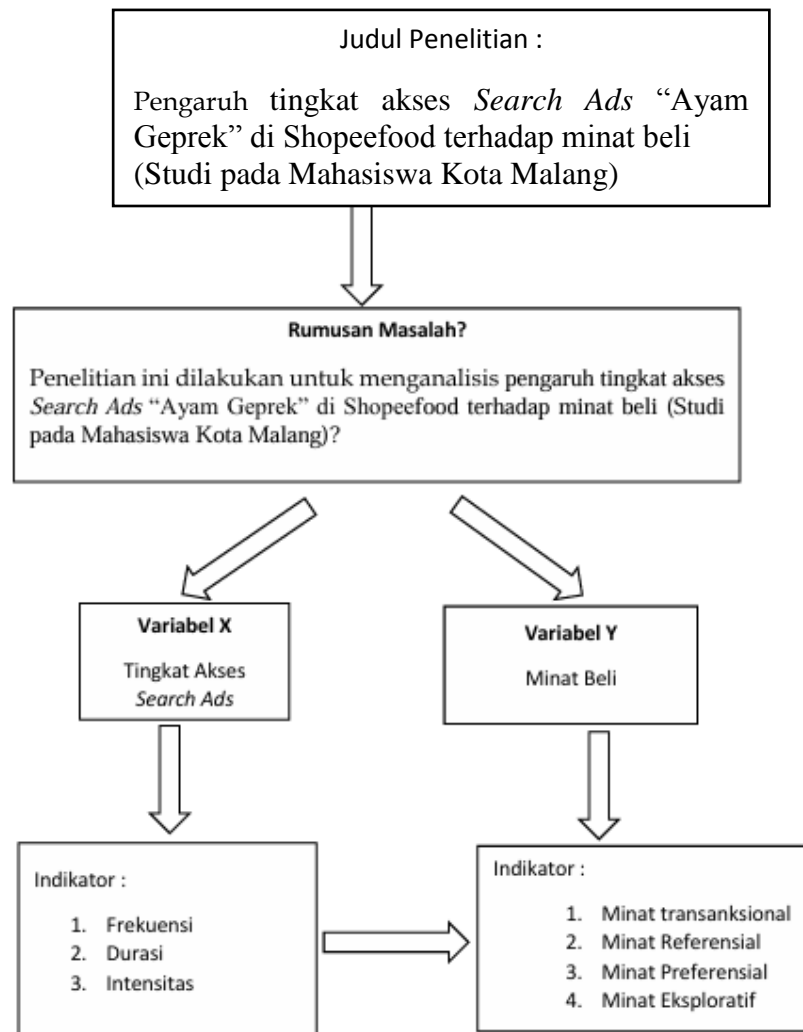 Judul Penelitian :
Pengaruh tingkat akses Search Ads “Ayam
Geprek” di Shopeefood terhadap minat beli
(Studi pada Mahasiswa Kota Malang)
Rumusan Masalah?
Penelitian ini dilakukan untuk menganalisis pengaruh tingkat akses
Search Ads “Ayam Geprek” di Shopeefood terhadap minat beli (Studi
pada Mahasiswa Kota Malang)?
Variabel X
Tingkat Akses
Search Ads
Variabel Y
Minat Beli
Indikator :
1. Frekuensi
2. Durasi
3. Intensitas
Indikator :
1. Minat transanksional
2. Minat Referensial
3. Minat Preferensial
4. Minat Eksploratif